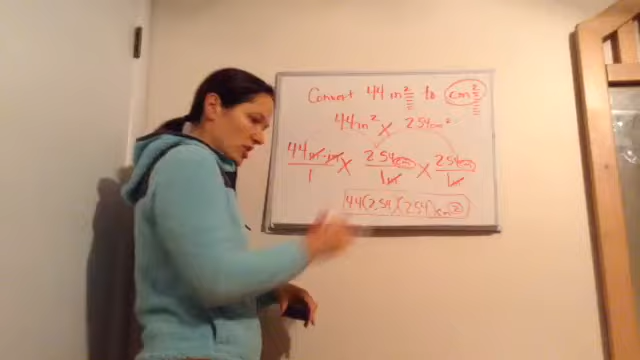 Convert 44 in² to cm²
44 in² × 2.54 cm²
44 in·in × 2.54 cm × 2.54 cm
1 1 in 1 in
44(2.54)(2.54) cm²